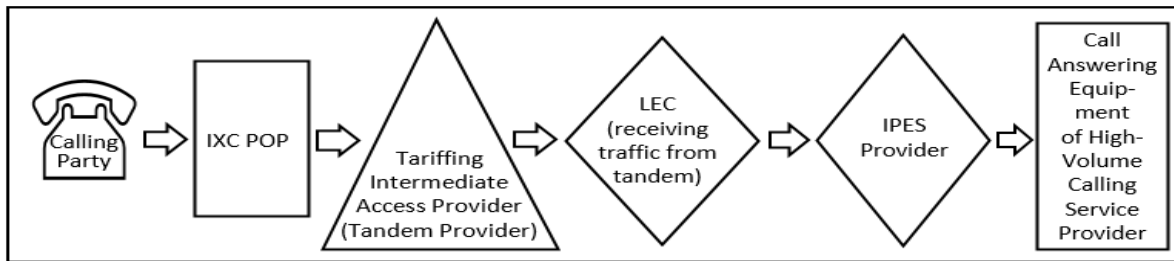 Calling
Party
IXC POP
Tariffing
Intermediate
Access Provider
(Tandem Provider)
LEC
(receiving
traffic from
tandem)
IPES
Provider
Call
Answering
Equip-
ment
of High-
Volume
Calling
Service
Provider